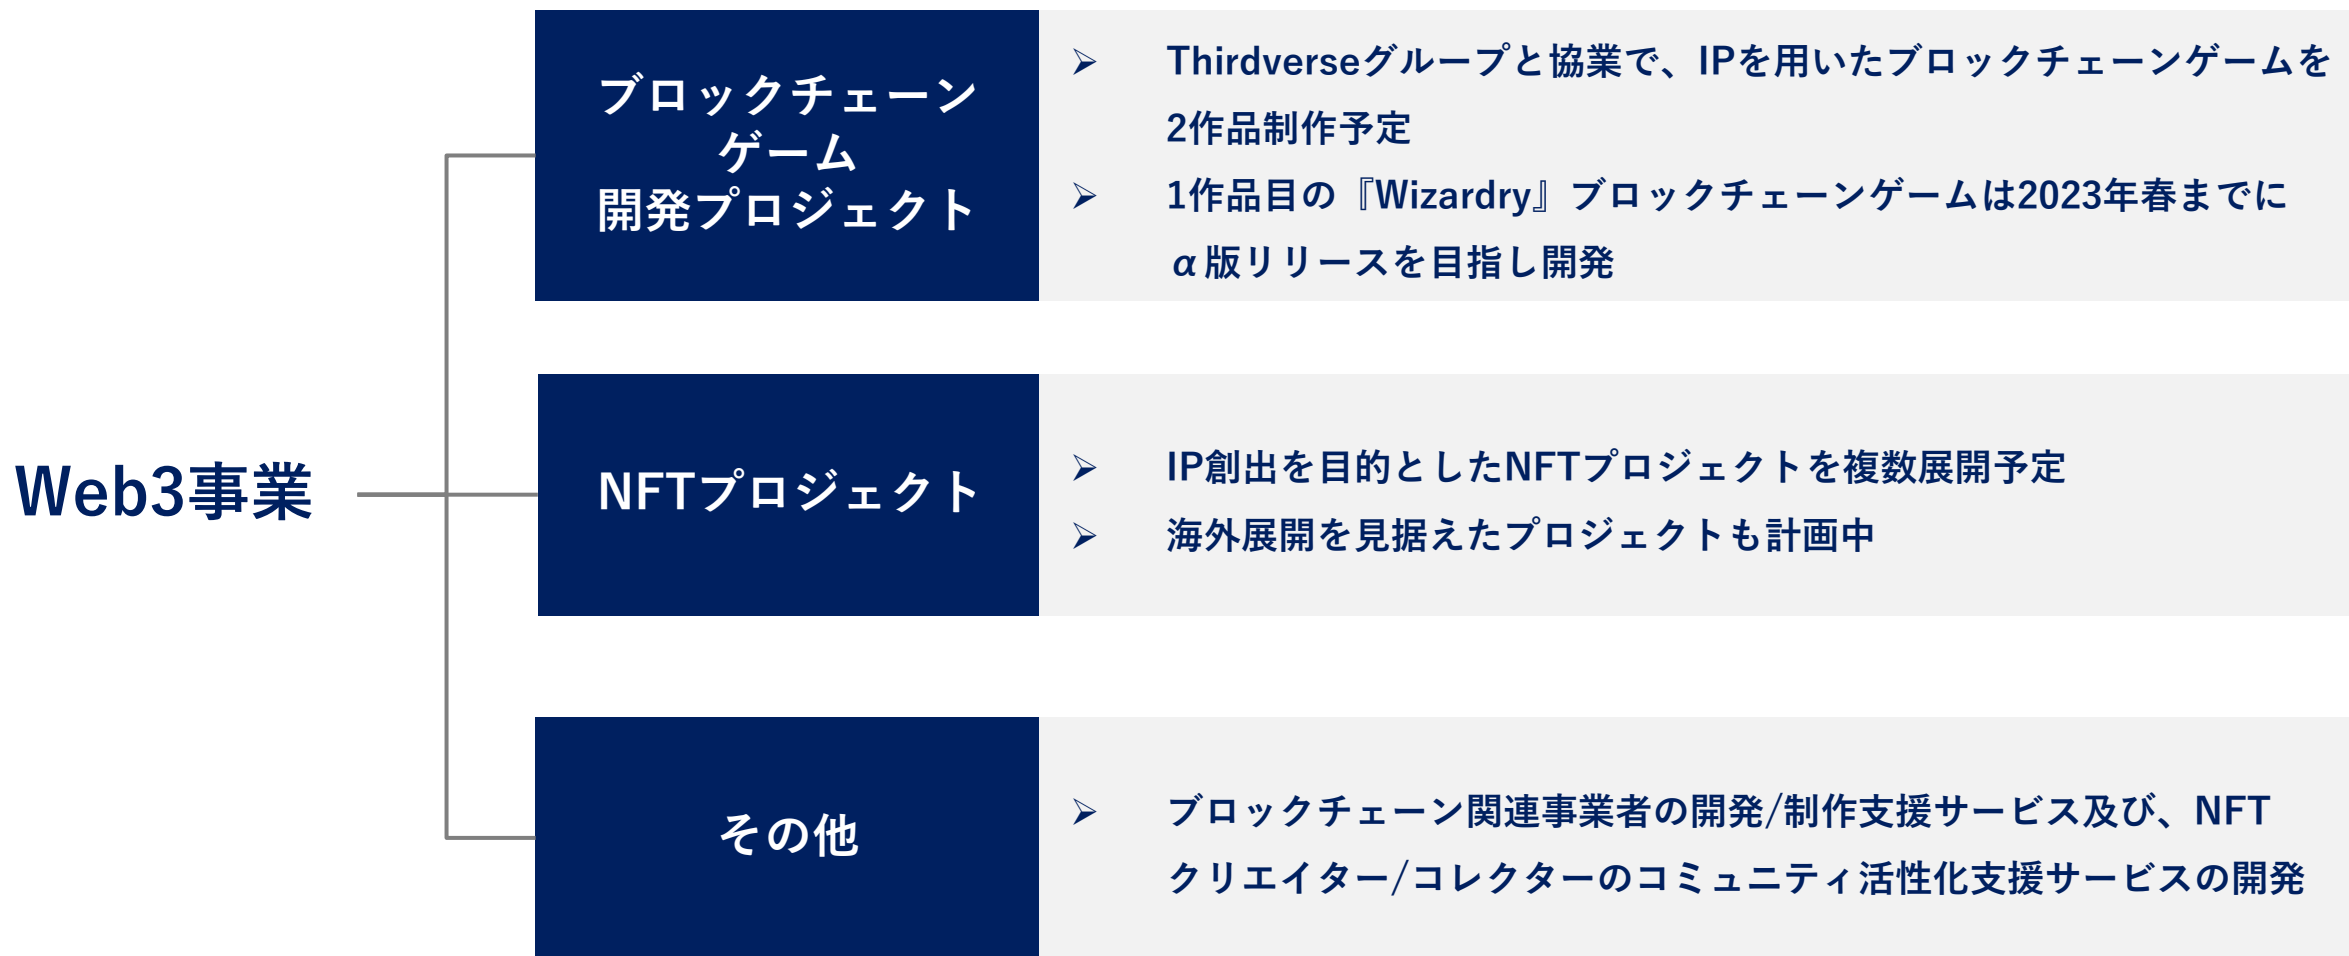 Web3事業
ブロックチェーン
ゲーム
開発プロジェクト
➢ Thirdverseグループと協業で、IPを用いたブロックチェーンゲームを
2作品制作予定
➢ 1作品目の『Wizardry』ブロックチェーンゲームは2023年春までに
α版リリースを目指し開発
NFTプロジェクト
➢ IP創出を目的としたNFTプロジェクトを複数展開予定
➢ 海外展開を見据えたプロジェクトも計画中
その他
➢ ブロックチェーン関連事業者の開発/制作支援サービス及び、NFT
クリエイター/コレクターのコミュニティ活性化支援サービスの開発